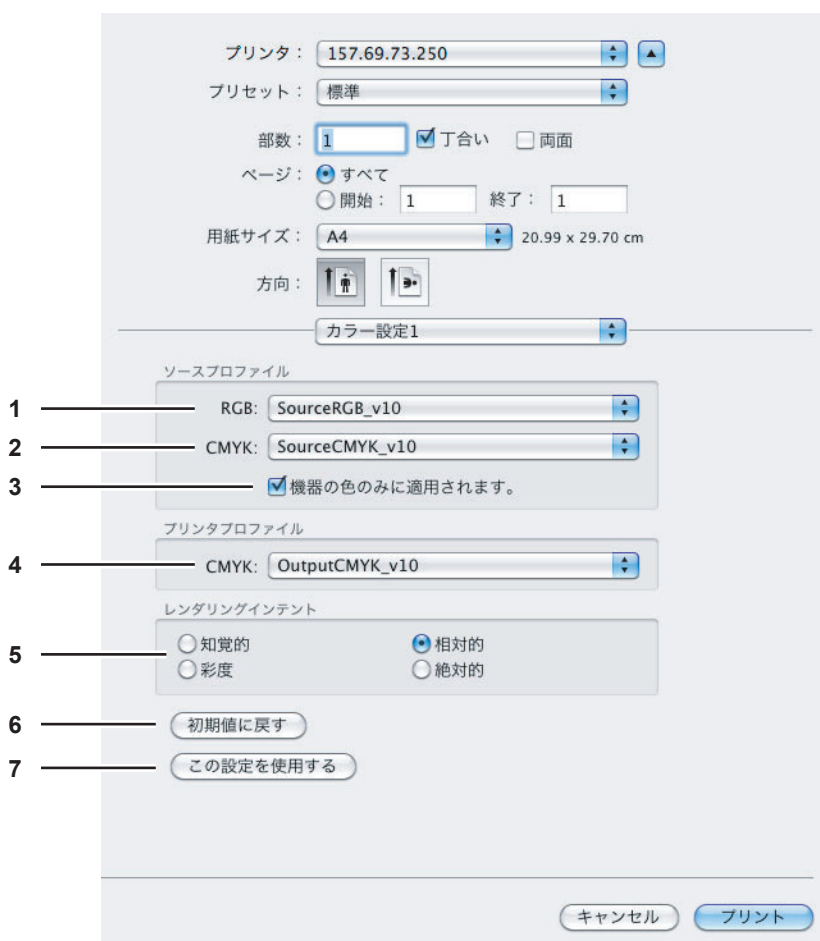 プリンタ： 157.69.73.250
プリセット： 標準
部数： 1 丁合い 両面
ページ： すべて
開始： 1 終了： 1
用紙サイズ： A4 20.99 x 29.70 cm
方向：
カラー設定1
ソースプロファイル
1 RGB: SourceRGB_v10
2 CMYK: SourceCMYK_v10
3 機器の色のみに適用されます。
プリンタプロファイル
4 CMYK: OutputCMYK_v10
レンダリングインテント
知覚的 相対的
5
彩度 絶対的
6 初期値に戻す
7 この設定を使用する
キャンセル プリント